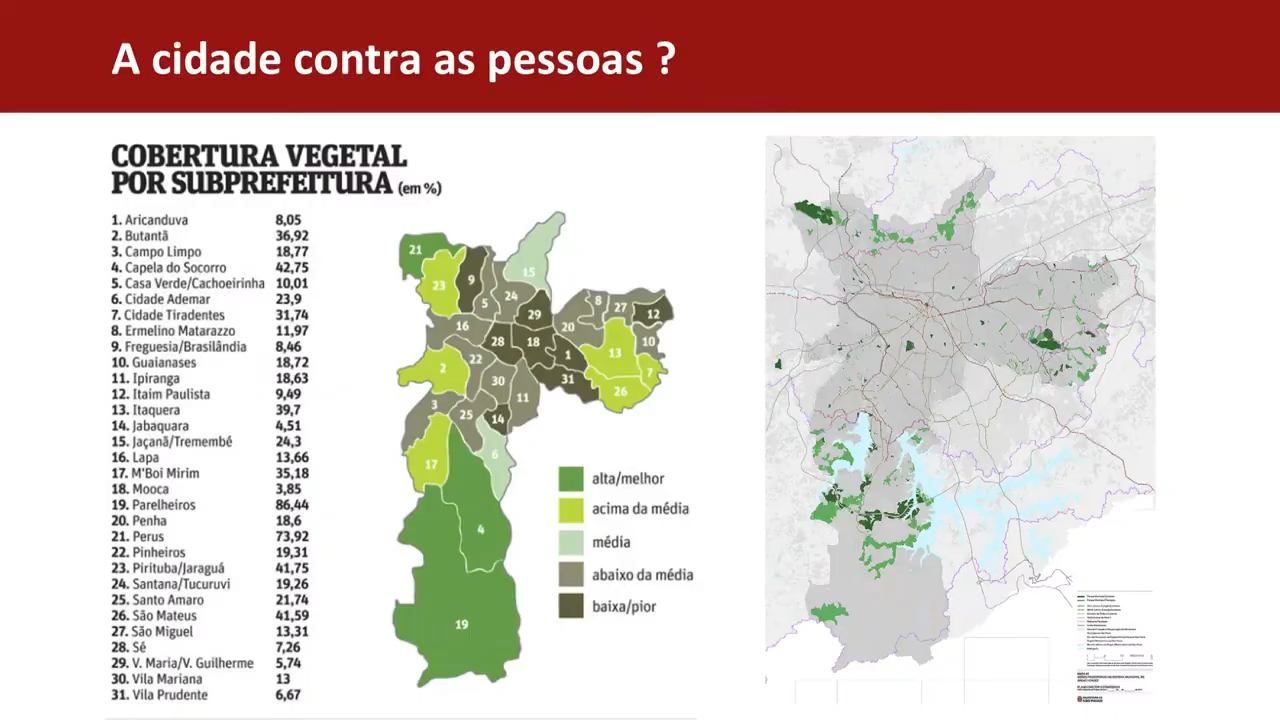 A cidade contra as pessoas ?
COBERTURA VEGETAL
POR SUBPREFEITURA (em %)
1. Aricanduva 8,05
2. Butantã 36,92
3. Campo Limpo 18,77
4. Capela do Socorro 42,75
5. Casa Verde/Cachoeirinha 10,01
6. Cidade Ademar 23,9
7. Cidade Tiradentes 31,74
8. Ermelino Matarazzo 11,97
9. Freguesia/Brasilândia 8,46
10. Guaianases 18,72
11. Ipiranga 18,63
12. Itaim Paulista 9,49
13. Itaquera 39,7
14. Jabaquara 4,51
15. Jaçanã/Tremembé 24,3
16. Lapa 13,66
17. M'Boi Mirim 35,18
18. Mooca 3,85
19. Parelheiros 86,44
20. Penha 18,6
21. Perus 73,92
22. Pinheiros 19,31
23. Pirituba/Jaraguá 41,75
24. Santana/Tucuruvi 19,26
25. Santo Amaro 21,74
26. São Mateus 41,59
27. São Miguel 13,31
28. Sé 7,26
29. V. Maria/V. Guilherme 5,74
30. Vila Mariana 13
31. Vila Prudente 6,67
21
15
23
9
5
24
29
8
27
12
16
28
18
20
10
1
13
2
22
30
31
7
26
3
25
11
14
17
6
4
19
alta/melhor
acima da média
média
abaixo da média
baixa/pior